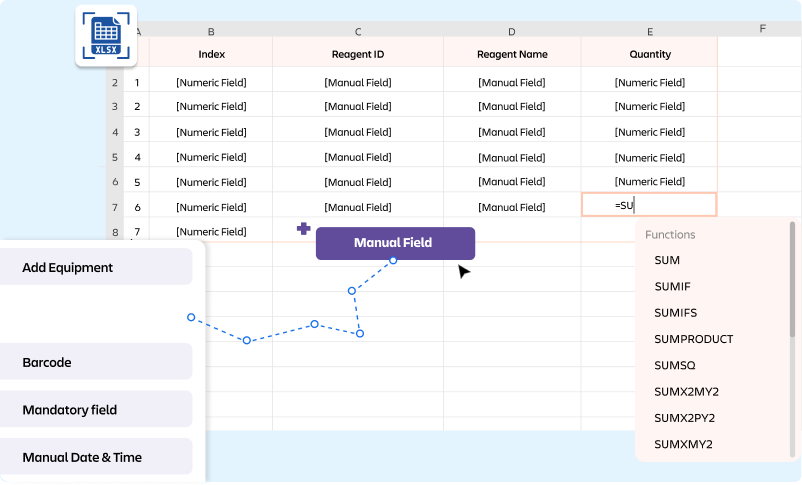 XLSX
A B C D E F
Index Reagent ID Reagent Name Quantity
2 1 [Numeric Field] [Manual Field] [Manual Field] [Numeric Field]
3 2 [Numeric Field] [Manual Field] [Manual Field] [Numeric Field]
4 3 [Numeric Field] [Manual Field] [Manual Field] [Numeric Field]
5 4 [Numeric Field] [Manual Field] [Manual Field] [Numeric Field]
6 5 [Numeric Field] [Manual Field] [Manual Field] [Numeric Field]
7 6 [Numeric Field] [Manual Field] [Manual Field] =SU
8 7 [Numeric Field]
Manual Field
Add Equipment
Barcode
Mandatory field
Manual Date & Time
Functions
SUM
SUMIF
SUMIFS
SUMPRODUCT
SUMSQ
SUMX2MY2
SUMX2PY2
SUMXMY2